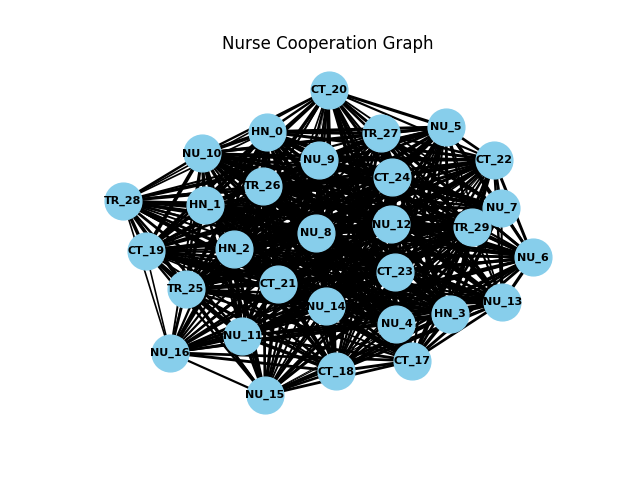 Nurse Cooperation Graph
CT_20
NU_5
HN_0
TR_27
NU_10
NU_9
CT_22
CT_24
TR_26
TR_28
HN_1
NU_7
NU_12
TR_29
NU_8
HN_2
CT_19
NU_6
CT_23
CT_21
TR_25
NU_13
NU_14
HN_3
NU_4
NU_11
NU_16
CT_17
CT_18
NU_15